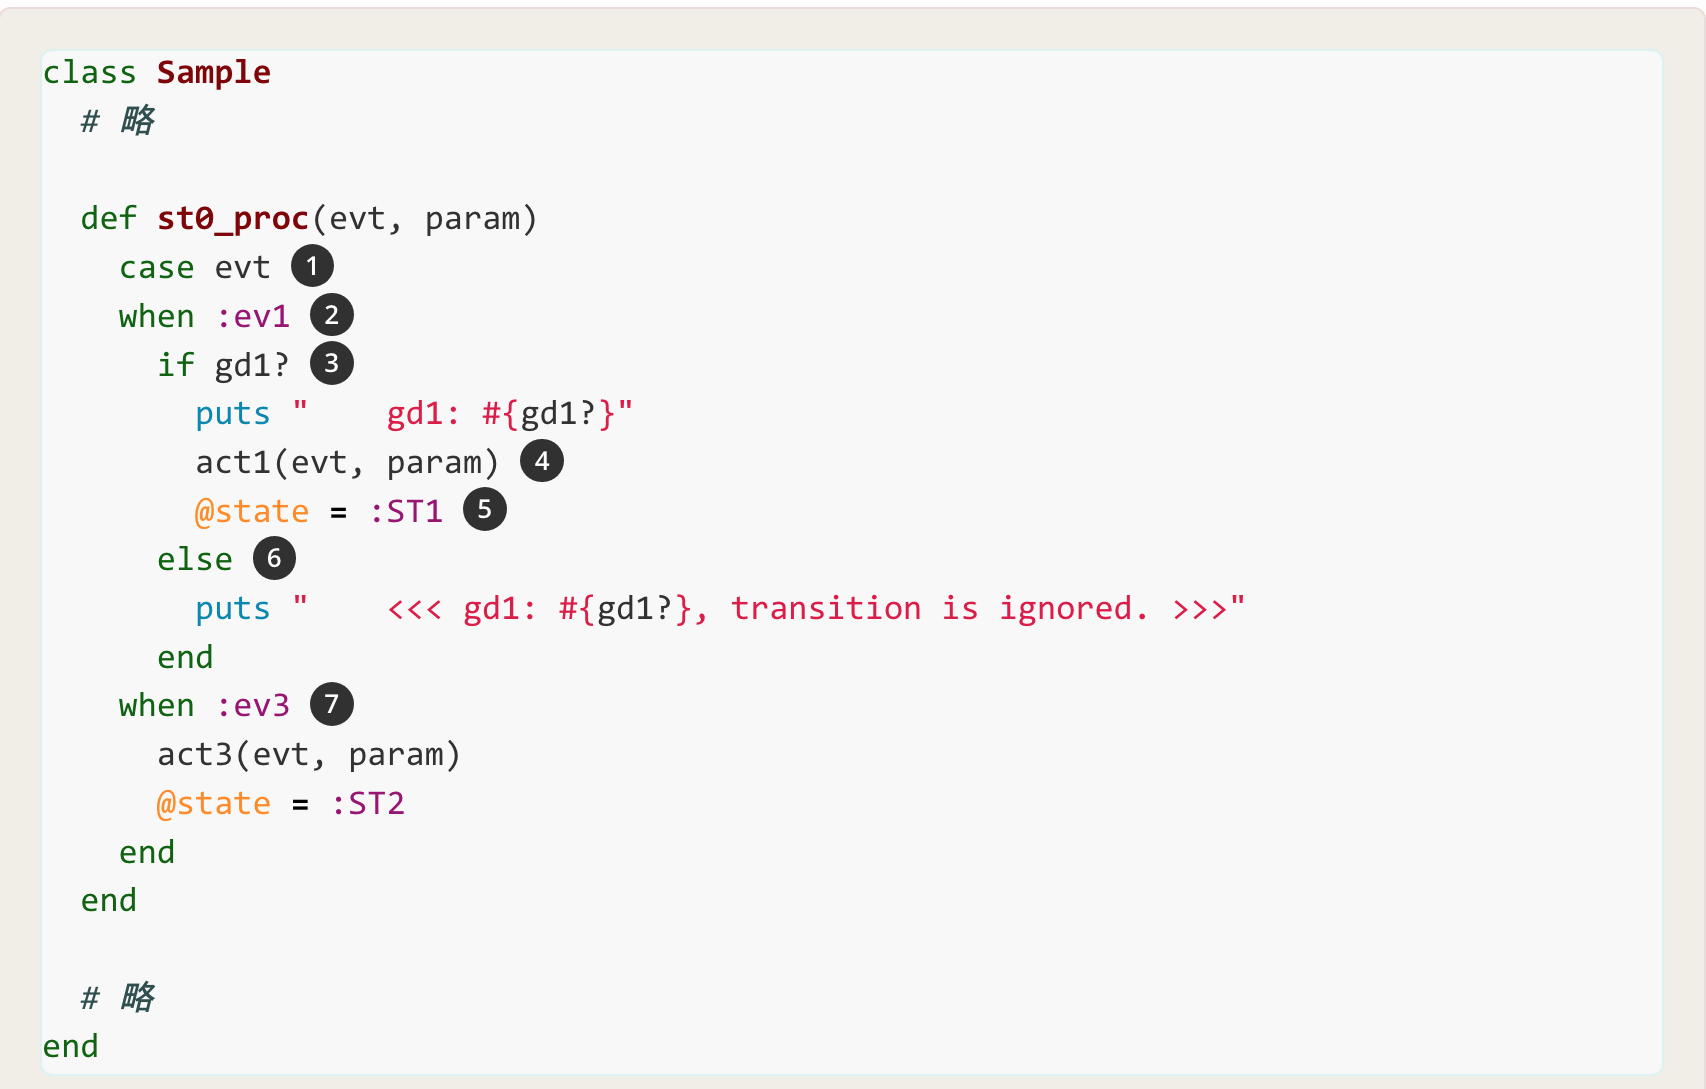 class Sample
  # 略

  def st0_proc(evt, param)
    case evt 1
    when :ev1 2
      if gd1? 3
        puts "    gd1: #{gd1?}"
        act1(evt, param) 4
        @state = :ST1 5
      else 6
        puts "    <<< gd1: #{gd1?}, transition is ignored. >>>"
      end
    when :ev3 7
      act3(evt, param)
      @state = :ST2
    end
  end

  # 略
end